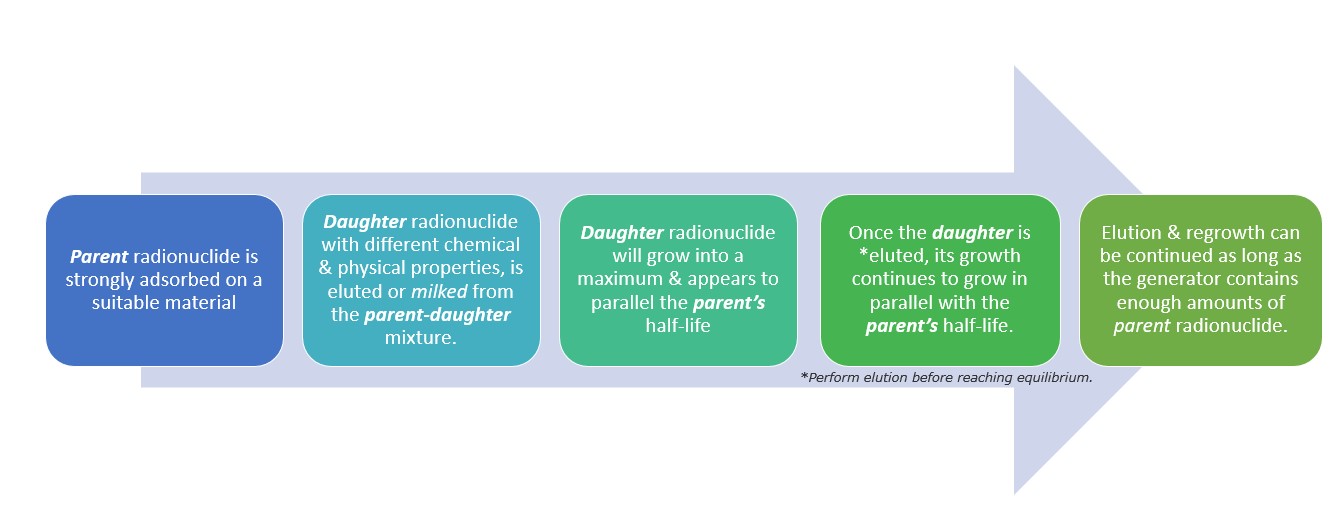 Parent radionuclide is
strongly adsorbed on a
suitable material
Daughter radionuclide
with different chemical
& physical properties, is
eluted or milked from
the parent-daughter
mixture.
Daughter radionuclide
will grow into a
maximum & appears to
parallel the parent’s
half-life
Once the daughter is
*eluted, its growth
continues to grow in
parallel with the
parent’s half-life.
Elution & regrowth can
be continued as long as
the generator contains
enough amounts of
parent radionuclide.
*Perform elution before reaching equilibrium.